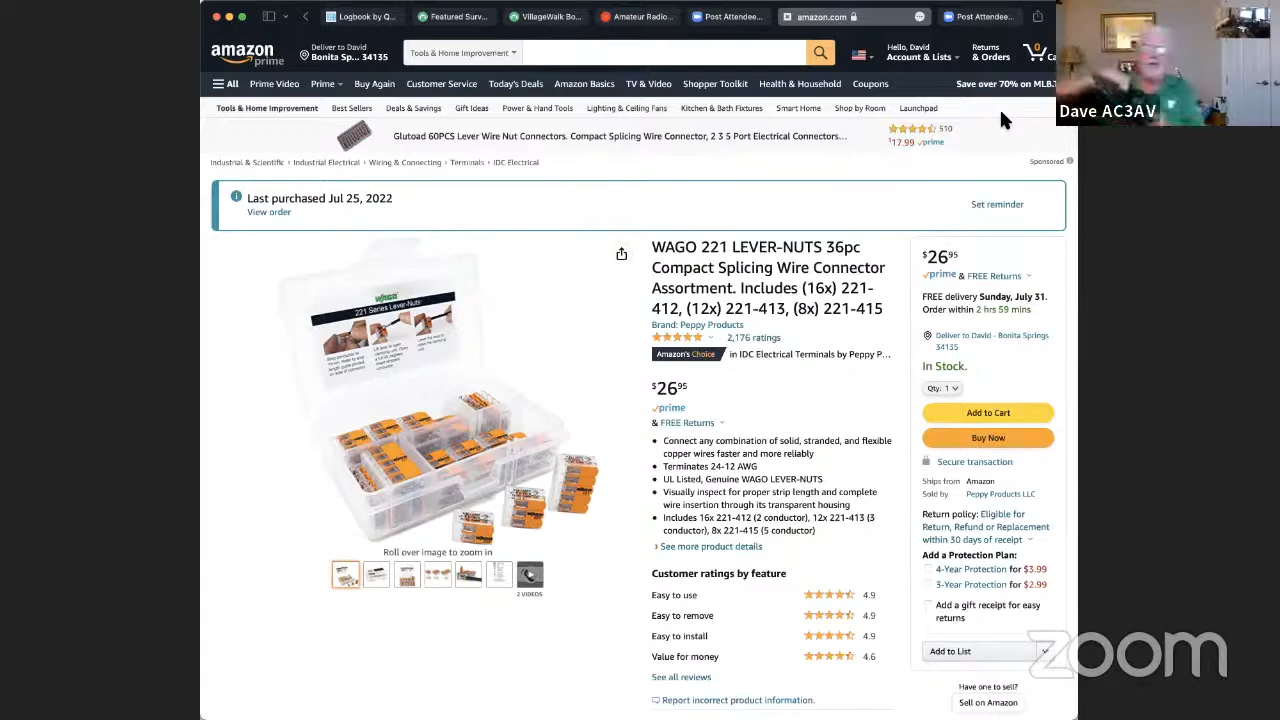 Logbook by Q...
Featured Surv...
VillageWalk Bo...
Amateur Radio...
Post Attendee...
amazon.com
Post Attendee...
amazon
prime
Deliver to David
Bonita Sp... 34135
Tools & Home Improvement
Hello, David
Account & Lists
Returns
& Orders
0
Ca
All
Prime Video
Prime
Buy Again
Customer Service
Today's Deals
Amazon Basics
TV & Video
Shopper Toolkit
Health & Household
Coupons
Save over 70% on MLB.T
Dave AC3AV
Tools & Home Improvement
Best Sellers
Deals & Savings
Gift Ideas
Power & Hand Tools
Lighting & Ceiling Fans
Kitchen & Bath Fixtures
Smart Home
Shop by Room
Launchpad
Glutoad 60PCS Lever Wire Nut Connectors. Compact Splicing Wire Connector, 2 3 5 Port Electrical Connectors...
510
$17.99 prime
Industrial & Scientific › Industrial Electrical › Wiring & Connecting › Terminals › IDC Electrical
Sponsored
Last purchased Jul 25, 2022
View order
Set reminder
WAGO
221 Series Lever-Nuts
Roll over image to zoom in
2 VIDEOS
WAGO 221 LEVER-NUTS 36pc
Compact Splicing Wire Connector
Assortment. Includes (16x) 221-
412, (12x) 221-413, (8x) 221-415
Brand: Peppy Products
2,176 ratings
Amazon's Choice in IDC Electrical Terminals by Peppy P...
$26 95
prime
& FREE Returns
• Connect any combination of solid, stranded, and flexible
copper wires faster and more reliably
• Terminates 24-12 AWG
• UL Listed, Genuine WAGO LEVER-NUTS
• Visually inspect for proper strip length and complete
wire insertion through its transparent housing
• Includes 16x 221-412 (2 conductor), 12x 221-413 (3
conductor), 8x 221-415 (5 conductor)
› See more product details
Customer ratings by feature
Easy to use 4.9
Easy to remove 4.9
Easy to install 4.9
Value for money 4.6
See all reviews
Report incorrect product information.
$26 95
prime & FREE Returns
FREE delivery Sunday, July 31.
Order within 2 hrs 59 mins
Deliver to David - Bonita Springs
34135
In Stock.
Qty: 1
Add to Cart
Buy Now
Secure transaction
Ships from Amazon
Sold by Peppy Products LLC
Return policy: Eligible for
Return, Refund or Replacement
within 30 days of receipt
Add a Protection Plan:
4-Year Protection for $3.99
3-Year Protection for $2.99
Add a gift receipt for easy
returns
Add to List
zoom
Have one to sell?
Sell on Amazon